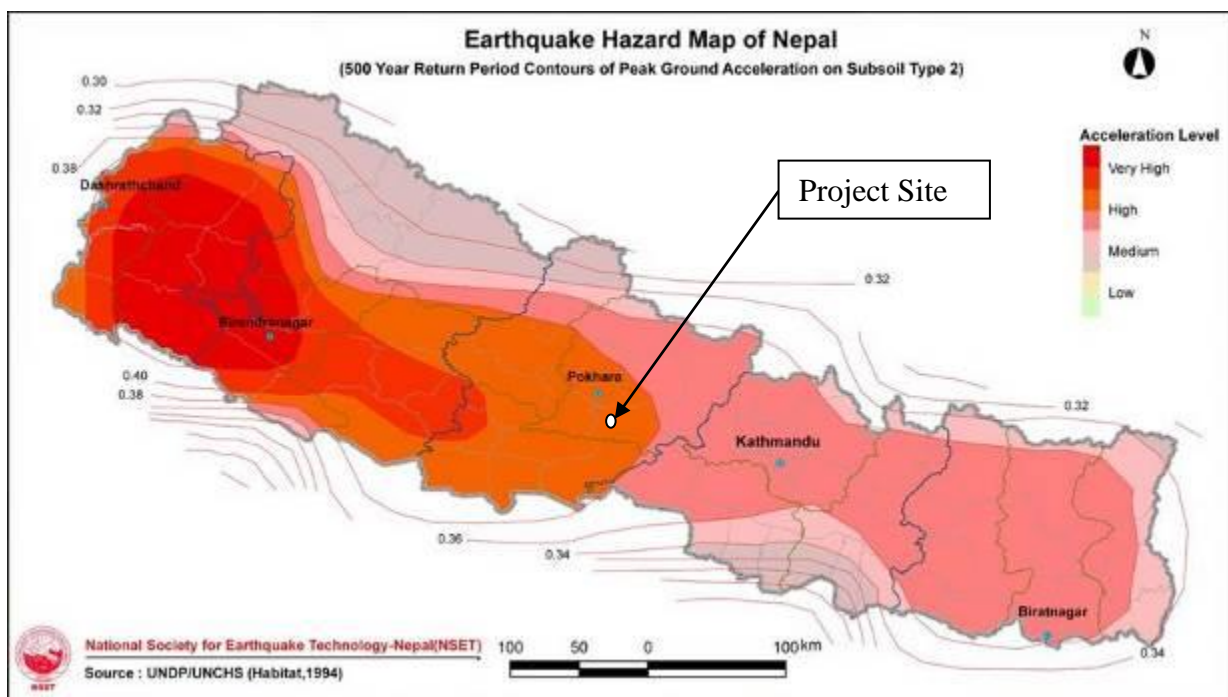 Earthquake Hazard Map of Nepal
(500 Year Return Period Contours of Peak Ground Acceleration on Subsoil Type 2)
N
0.30
0.32
0.38
Dashrathchand
Project Site
Acceleration Level
Very High
High
Medium
Low
0.32
Birendranagar
0.40
0.38
Pokhara
0.32
Kathmandu
0.36
0.34
Biratnagar
0.34
National Society for Earthquake Technology-Nepal(NSET)
Source : UNDP/UNCHS (Habitat,1994)
NSET
100 50 0 100 km